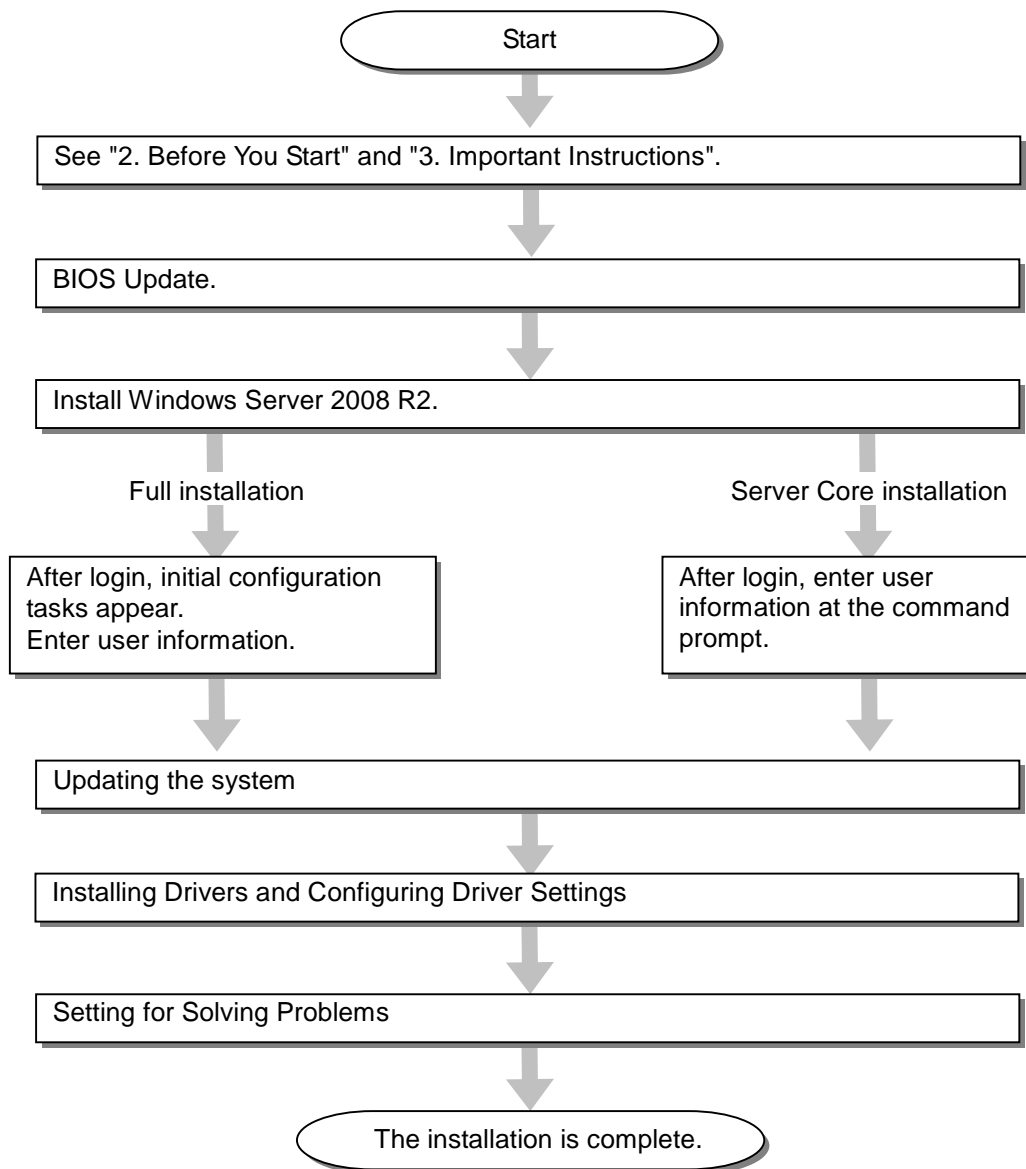 Start
See "2. Before You Start" and "3. Important Instructions".
BIOS Update.
Install Windows Server 2008 R2.
Full installation
Server Core installation
After login, initial configuration
tasks appear.
Enter user information.
After login, enter user
information at the command
prompt.
Updating the system
Installing Drivers and Configuring Driver Settings
Setting for Solving Problems
The installation is complete.